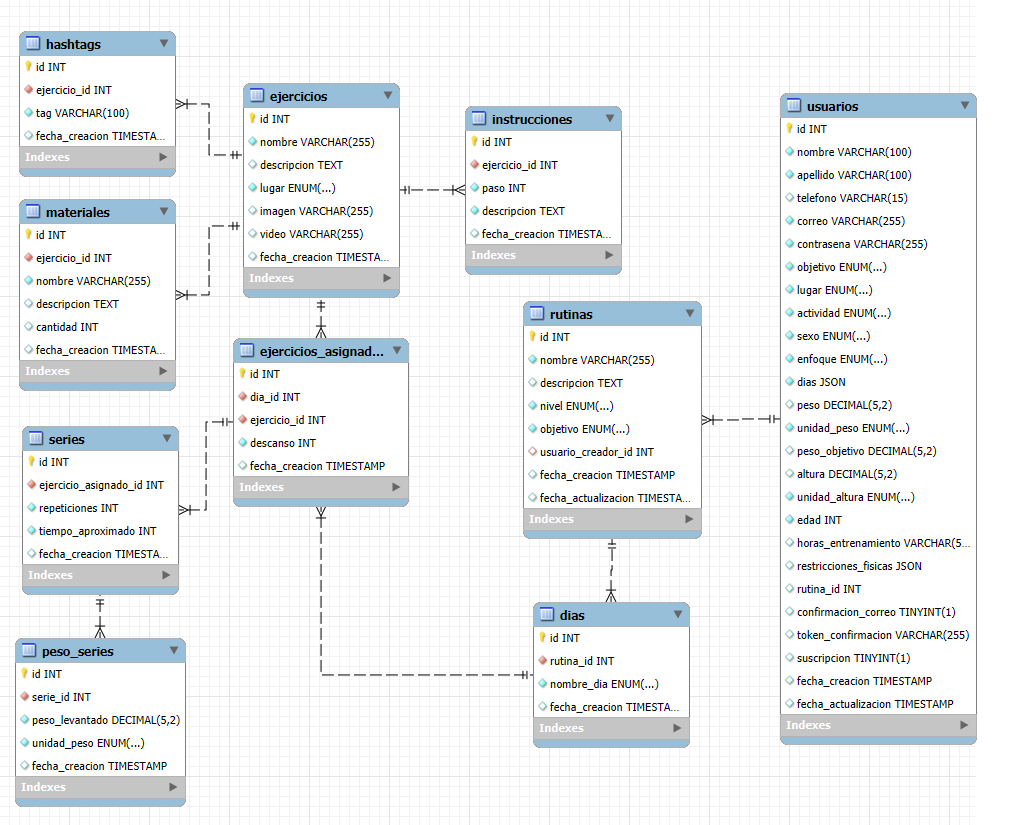 hashtags
id INT
ejercicio_id INT
tag VARCHAR(100)
fecha_creacion TIMESTA...
Indexes
materiales
id INT
ejercicio_id INT
nombre VARCHAR(255)
descripcion TEXT
cantidad INT
fecha_creacion TIMESTA...
Indexes
series
id INT
ejercicio_asignado_id INT
repeticiones INT
tiempo_aproximado INT
fecha_creacion TIMESTA...
Indexes
peso_series
id INT
serie_id INT
peso_levantado DECIMAL(5,2)
unidad_peso ENUM(...)
fecha_creacion TIMESTAMP
Indexes
ejercicios
id INT
nombre VARCHAR(255)
descripcion TEXT
lugar ENUM(...)
imagen VARCHAR(255)
video VARCHAR(255)
fecha_creacion TIMESTA...
Indexes
ejercicios_asignad...
id INT
dia_id INT
ejercicio_id INT
descanso INT
fecha_creacion TIMESTAMP
Indexes
instrucciones
id INT
ejercicio_id INT
paso INT
descripcion TEXT
fecha_creacion TIMESTA...
Indexes
rutinas
id INT
nombre VARCHAR(255)
descripcion TEXT
nivel ENUM(...)
objetivo ENUM(...)
usuario_creador_id INT
fecha_creacion TIMESTAMP
fecha_actualizacion TIMESTA...
Indexes
dias
id INT
rutina_id INT
nombre_dia ENUM(...)
fecha_creacion TIMESTA...
Indexes
usuarios
id INT
nombre VARCHAR(100)
apellido VARCHAR(100)
telefono VARCHAR(15)
correo VARCHAR(255)
contrasena VARCHAR(255)
objetivo ENUM(...)
lugar ENUM(...)
actividad ENUM(...)
sexo ENUM(...)
enfoque ENUM(...)
dias JSON
peso DECIMAL(5,2)
unidad_peso ENUM(...)
peso_objetivo DECIMAL(5,2)
altura DECIMAL(5,2)
unidad_altura ENUM(...)
edad INT
horas_entrenamiento VARCHAR(5...
restricciones_fisicas JSON
rutina_id INT
confirmacion_correo TINYINT(1)
token_confirmacion VARCHAR(255)
suscripcion TINYINT(1)
fecha_creacion TIMESTAMP
fecha_actualizacion TIMESTAMP
Indexes